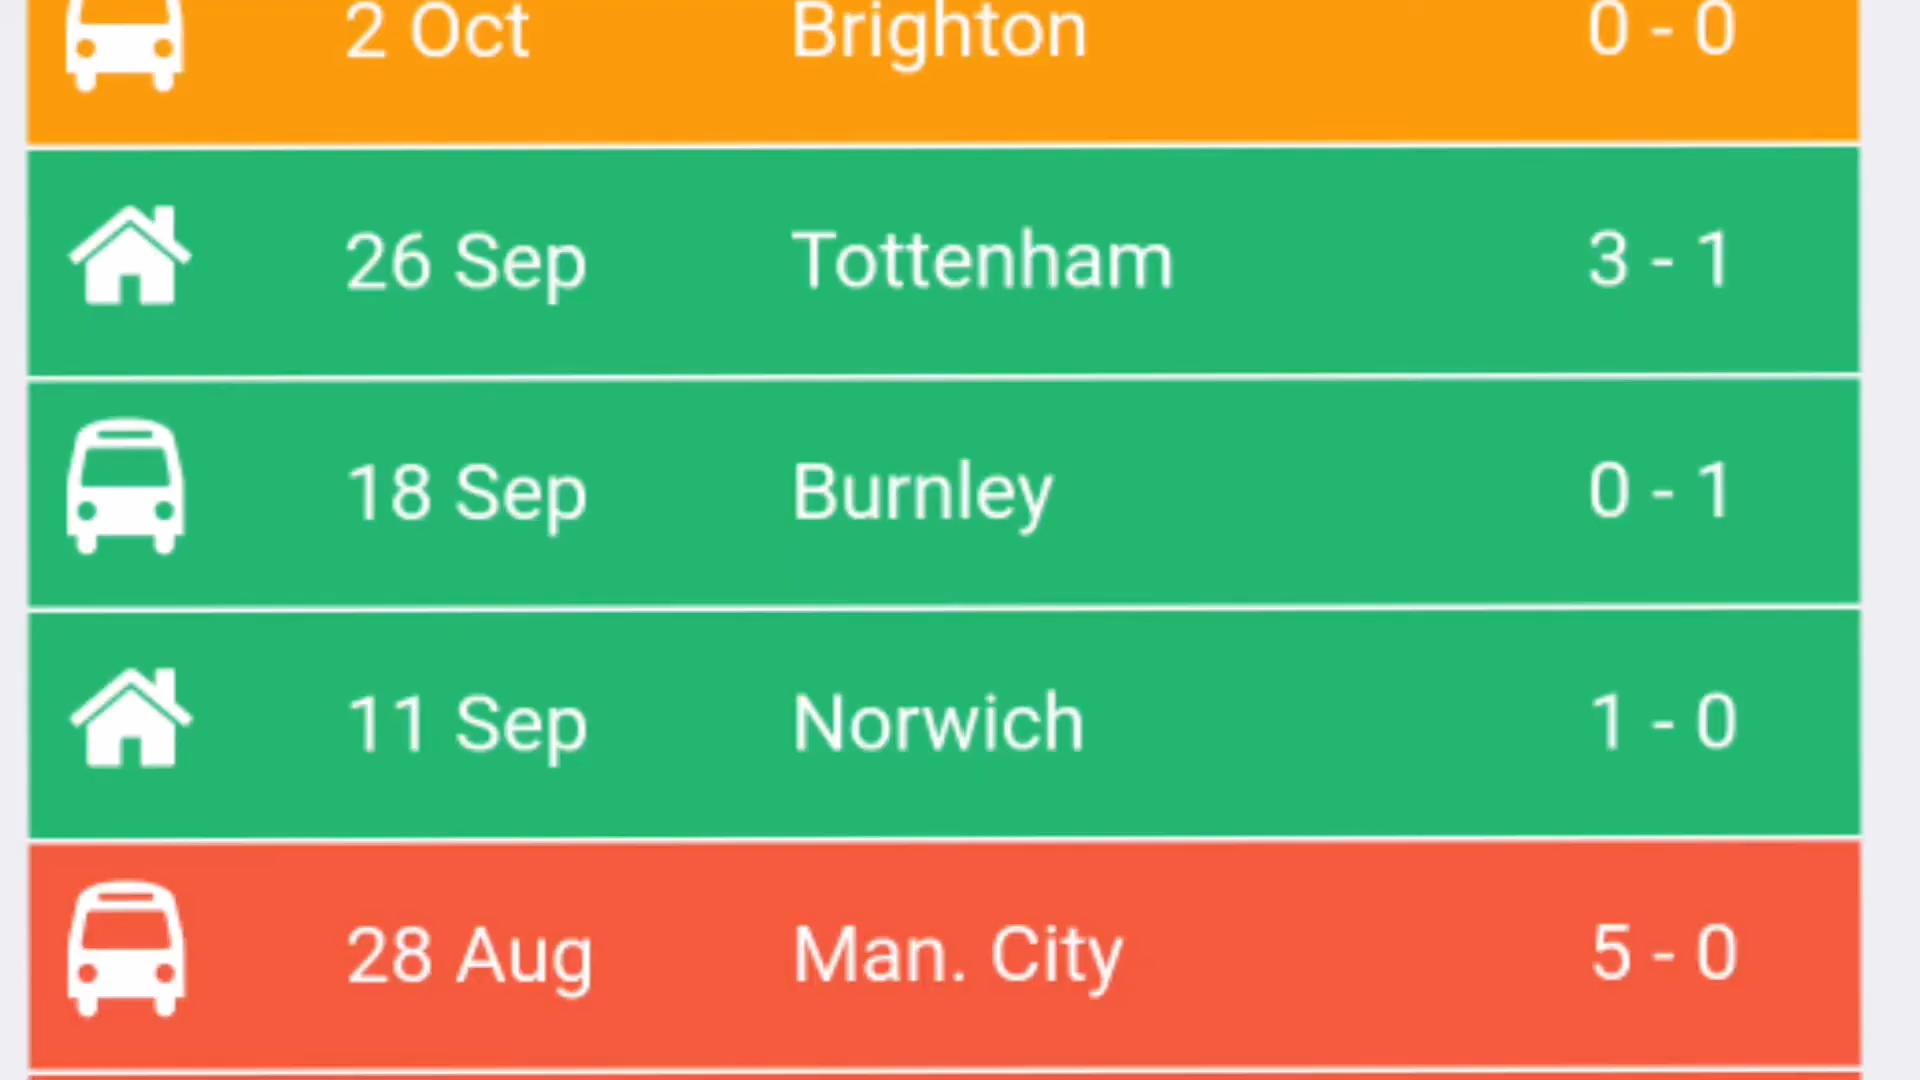 2 Oct Brighton 0 - 0
26 Sep Tottenham 3 - 1
18 Sep Burnley 0 - 1
11 Sep Norwich 1 - 0
28 Aug Man. City 5 - 0